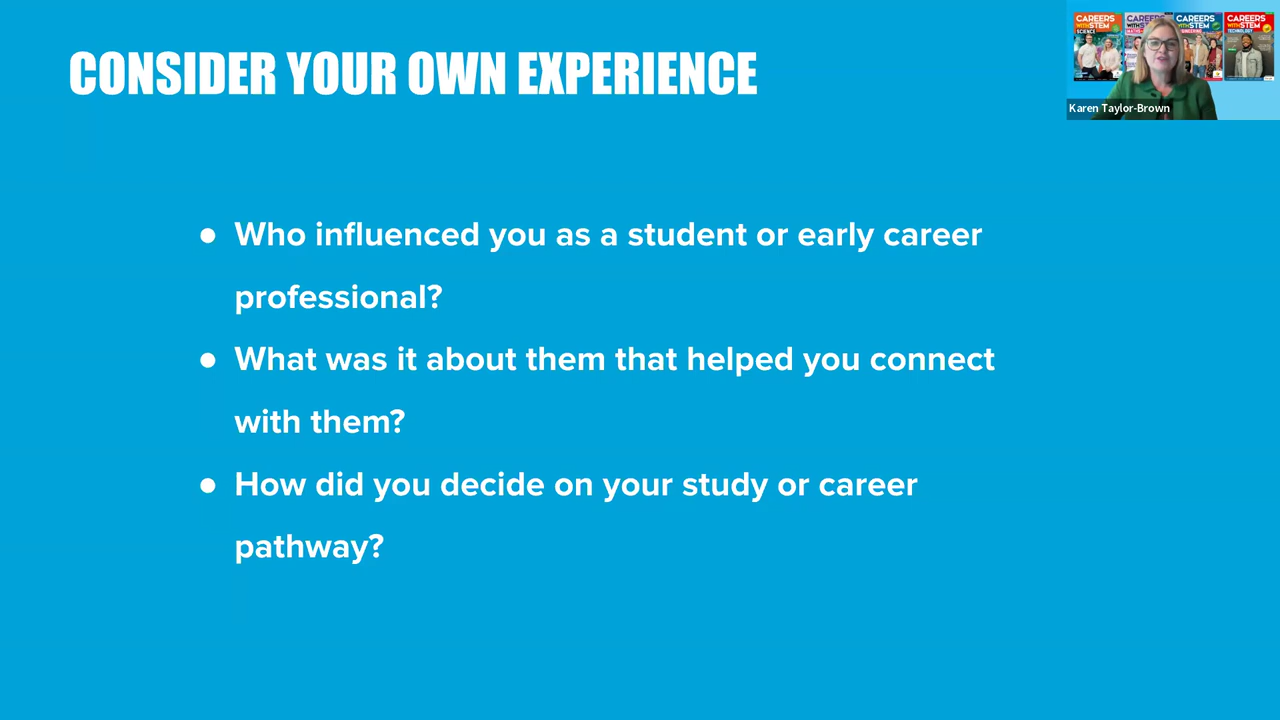 CONSIDER YOUR OWN EXPERIENCE
● Who influenced you as a student or early career
professional?
● What was it about them that helped you connect
with them?
● How did you decide on your study or career
pathway?
CAREERS
WITH STEM
SCIENCE
CAREERS
WITH STEM
MATHS
CAREERS
WITH STEM
ENGINEERING
CAREERS
WITH STEM
TECHNOLOGY
Karen Taylor-Brown